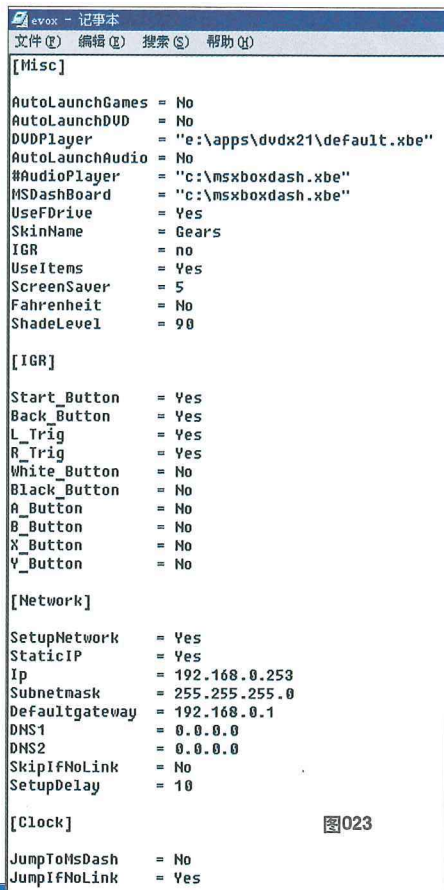 evox - 记事本
文件(F) 编辑(E) 搜索(S) 帮助(H)
[Misc]
AutoLaunchGames = No
AutoLaunchDVD = No
DVDPlayer = "e:\apps\dvdx21\default.xbe"
AutoLaunchAudio = No
#AudioPlayer = "c:\msxboxdash.xbe"
MSDashBoard = "c:\msxboxdash.xbe"
UseFDrive = Yes
SkinName = Gears
IGR = no
UseItems = Yes
ScreenSaver = 5
Fahrenheit = No
ShadeLevel = 90
[IGR]
Start_Button = Yes
Back_Button = Yes
L_Trig = Yes
R_Trig = Yes
White_Button = No
Black_Button = No
A_Button = No
B_Button = No
X_Button = No
Y_Button = No
[Network]
SetupNetwork = Yes
StaticIP = Yes
Ip = 192.168.0.253
Subnetmask = 255.255.255.0
Defaultgateway = 192.168.0.1
DNS1 = 0.0.0.0
DNS2 = 0.0.0.0
SkipIfNoLink = No
SetupDelay = 10
[Clock]
图023
JumpToMsDash = No
JumpIfNoLink = Yes